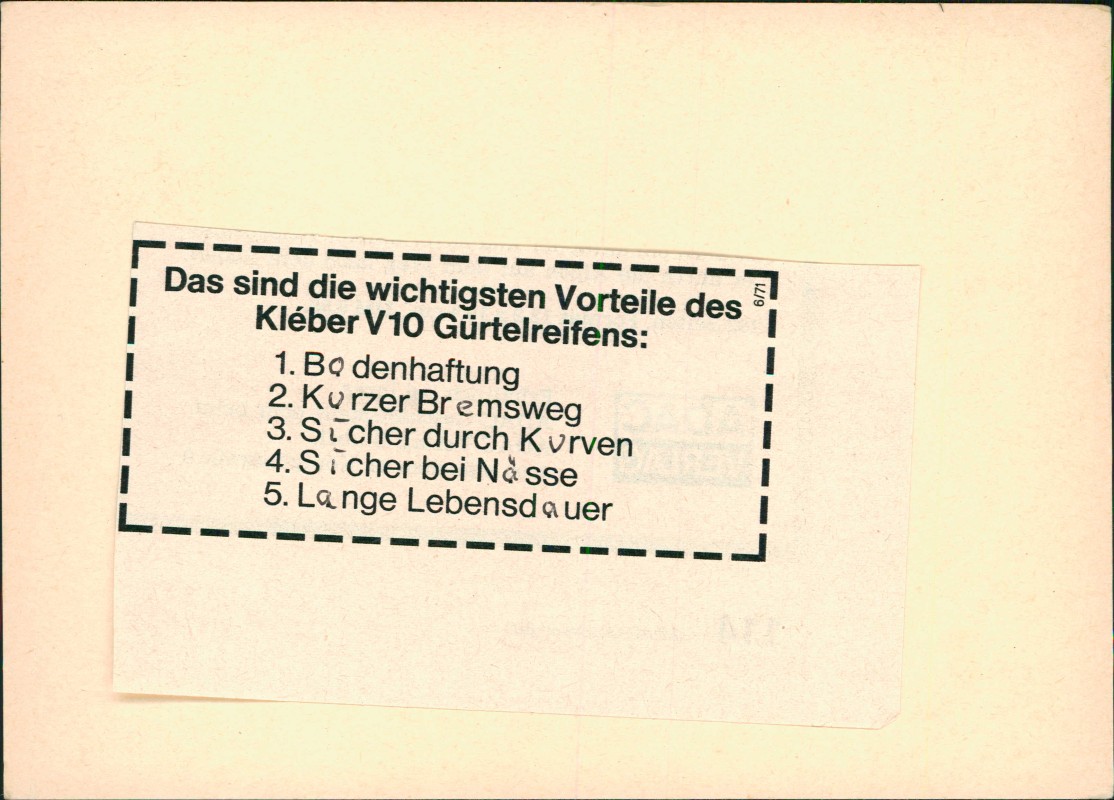 Das sind die wichtigsten Vorteile des
6/71
Kléber V10 Gürtelreifens:
1. Bodenhaftung
2. Kurzer Bremsweg
3. Sicher durch Kurven
4. Sicher bei Nässe
5. Lange Lebensdauer